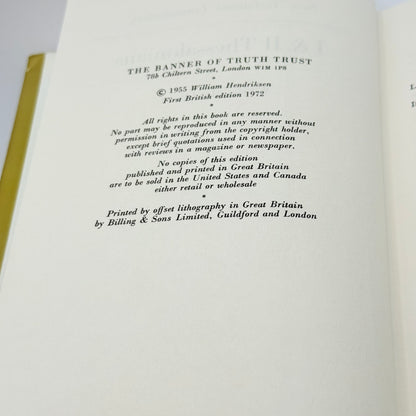 THE BANNER OF TRUTH TRUST
78b Chiltern Street, London W1M 1PS
*
© 1955 William Hendriksen
First British edition 1972
*
All rights in this book are reserved.
No part may be reproduced in any manner without
permission in writing from the copyright holder,
except brief quotations used in connection
with reviews in a magazine or newspaper.
No copies of this edition
published and printed in Great Britain
are to be sold in the United States and Canada
either retail or wholesale
*
Printed by offset lithography in Great Britain
by Billing & Sons Limited, Guildford and London